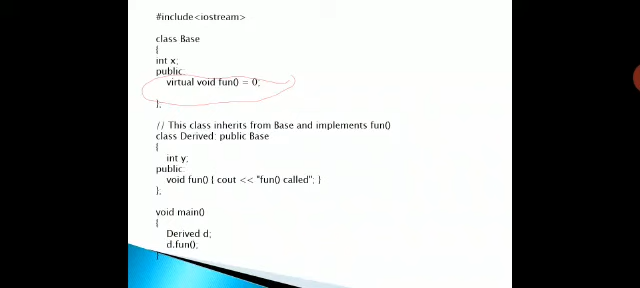 #include<iostream>
class Base
{
int x;
public:
virtual void fun() = 0;
};
// This class inherits from Base and implements fun()
class Derived: public Base
{
int y;
public:
void fun() { cout << "fun() called"; }
};
void main()
{
Derived d;
d.fun();
}